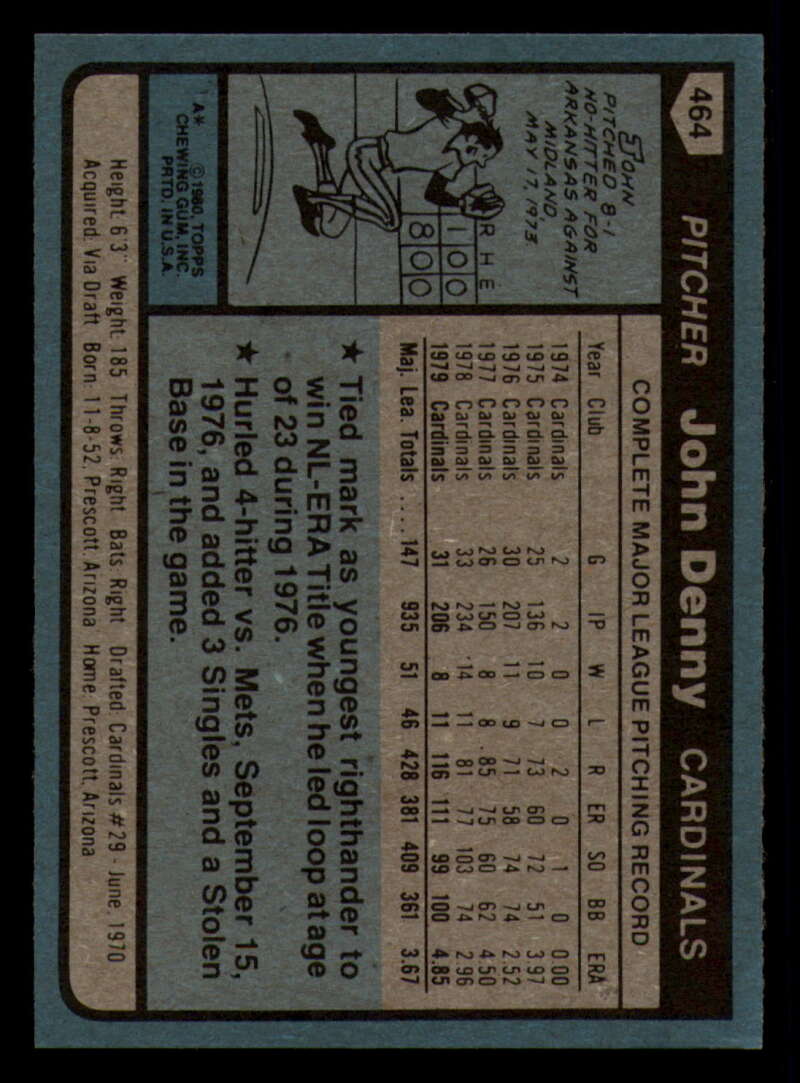 464 PITCHER John Denny CARDINALS
COMPLETE MAJOR LEAGUE PITCHING RECORD
Year Club G IP W L R ER SO BB ERA
1974 Cardinals 2 2 0 0 2 0 1 0 0.00
1975 Cardinals 25 136 10 7 73 60 72 51 3.97
1976 Cardinals 30 207 11 9 71 58 74 74 2.52
1977 Cardinals 26 150 8 8 85 75 60 62 4.50
1978 Cardinals 33 234 14 11 81 77 103 74 2.96
1979 Cardinals 31 206 8 11 116 111 99 100 4.85
Maj. Lea. Totals .... 147 935 51 46 428 381 409 361 3.67
★ Tied mark as youngest righthander to
win NL-ERA Title when he led loop at age
of 23 during 1976.
★ Hurled 4-hitter vs. Mets, September 15,
1976, and added 3 Singles and a Stolen
Base in the game.
JOHN
PITCHED 8-1
NO-HITTER FOR
ARKANSAS AGAINST
MIDLAND,
MAY 17, 1973
R H E
1 0 0
8 0 0
A* ©1980, TOPPS
CHEWING GUM, INC.
PRTD. IN U.S.A.
Height: 6'3" Weight: 185 Throws: Right Bats: Right Drafted: Cardinals #29 - June, 1970
Acquired: Via Draft Born: 11-8-52, Prescott, Arizona Home: Prescott, Arizona